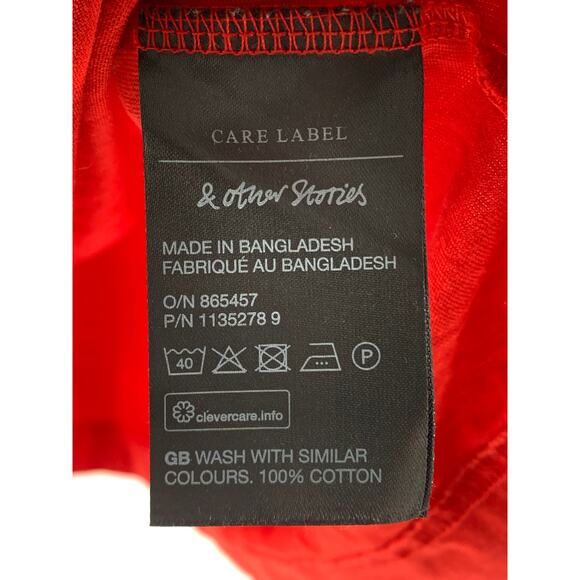 CARE LABEL
& other Stories
MADE IN BANGLADESH
FABRIQUÉ AU BANGLADESH
O/N 865457
P/N 1135278 9
40 P
clevercare.info
GB WASH WITH SIMILAR
COLOURS. 100% COTTON